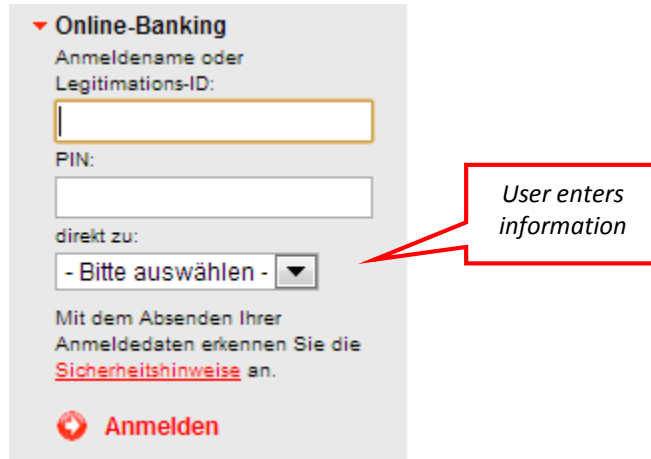 Online-Banking
Anmeldename oder
Legitimations-ID:
PIN:
direkt zu:
- Bitte auswählen -
Mit dem Absenden Ihrer
Anmeldedaten erkennen Sie die
Sicherheitshinweise an.
Anmelden
User enters
information